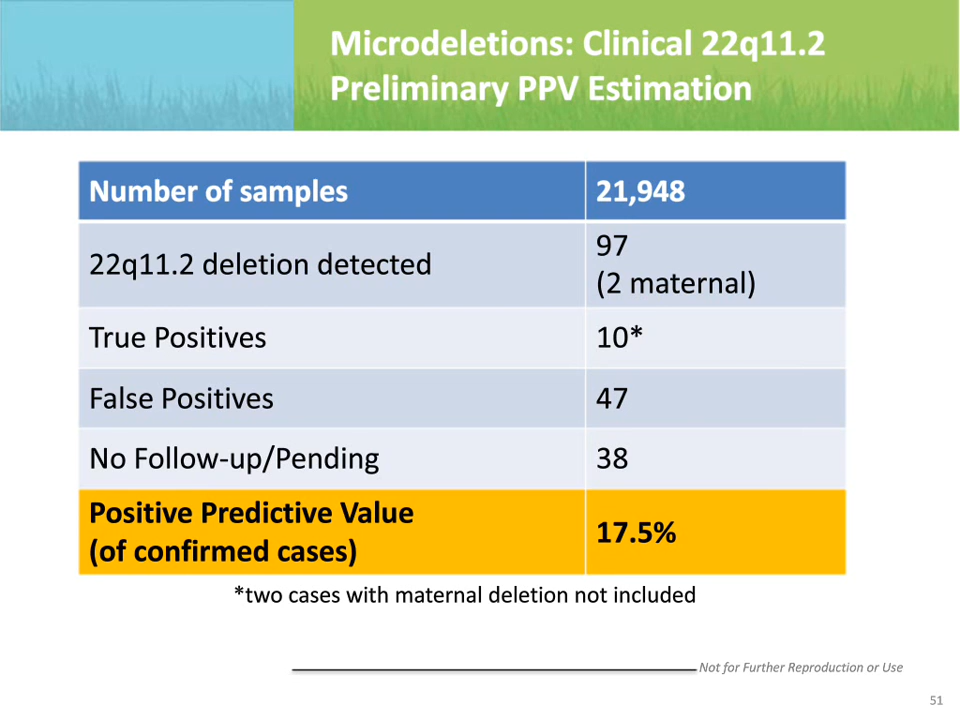 Microdeletions: Clinical 22q11.2
Preliminary PPV Estimation
Number of samples 21,948
22q11.2 deletion detected 97
(2 maternal)
True Positives 10*
False Positives 47
No Follow-up/Pending 38
Positive Predictive Value
(of confirmed cases) 17.5%
*two cases with maternal deletion not included
Not for Further Reproduction or Use
51